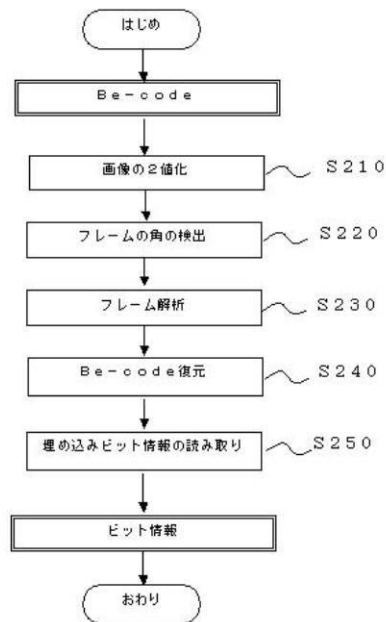 はじめ
Ｂｅ－ｃｏｄｅ
画像の２値化
Ｓ２１０
フレームの角の検出
Ｓ２２０
フレーム解析
Ｓ２３０
Ｂｅ－ｃｏｄｅ復元
Ｓ２４０
埋め込みビット情報の読み取り
Ｓ２５０
ビット情報
おわり